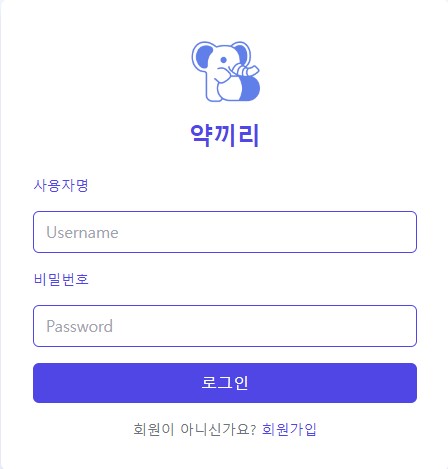 약끼리
사용자명
Username
비밀번호
Password
로그인
회원이 아니신가요? 회원가입